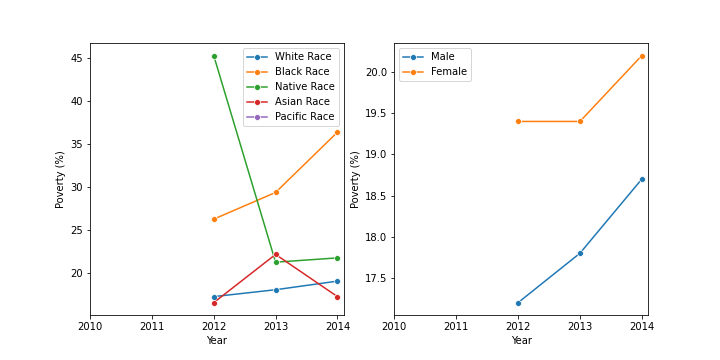 45
40
35
30
25
20
Poverty (%)
2010 2011 2012 2013 2014
Year
White Race
Black Race
Native Race
Asian Race
Pacific Race
20.0
19.5
19.0
18.5
18.0
17.5
Poverty (%)
2010 2011 2012 2013 2014
Year
Male
Female